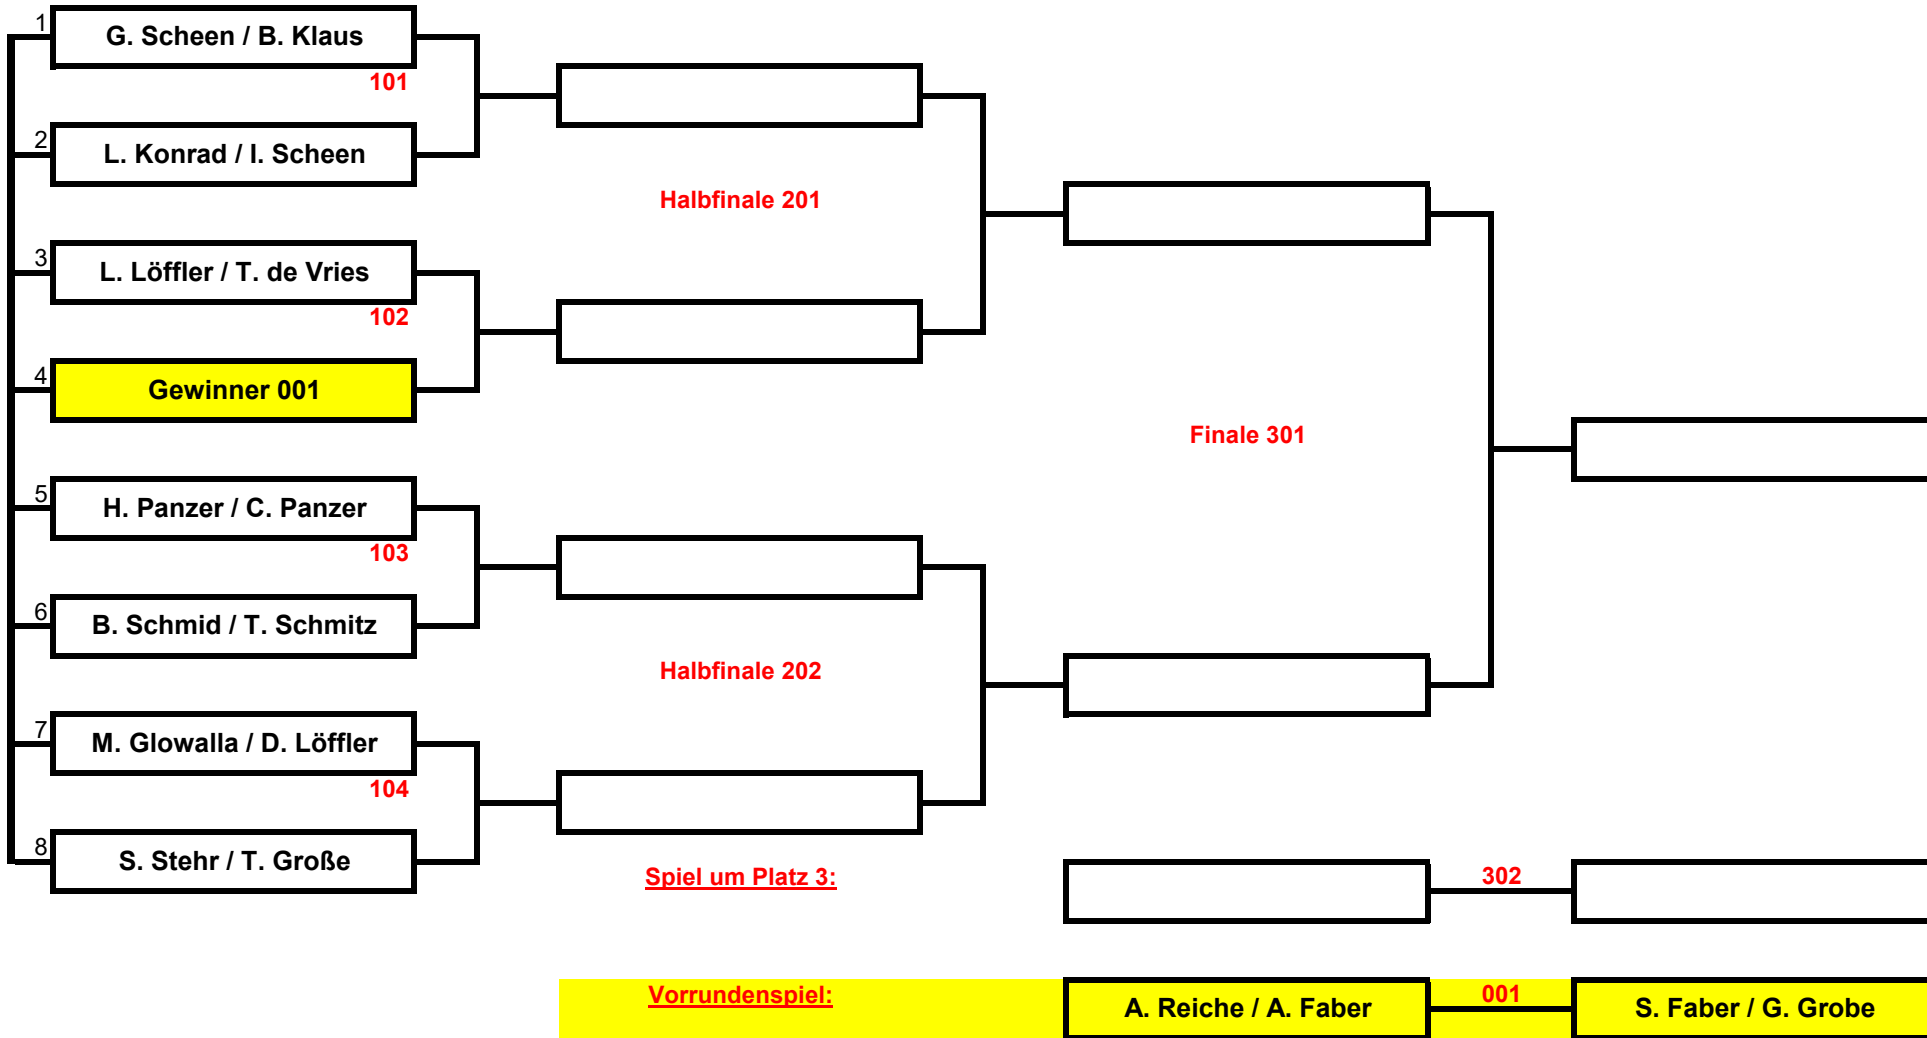 1
G. Scheen / B. Klaus
101
2
L. Konrad / I. Scheen
Halbfinale 201
3
L. Löffler / T. de Vries
102
4
Gewinner 001
Finale 301
5
H. Panzer / C. Panzer
103
6
B. Schmid / T. Schmitz
Halbfinale 202
7
M. Glowalla / D. Löffler
104
8
S. Stehr / T. Große
Spiel um Platz 3: 302
Vorrundenspiel: A. Reiche / A. Faber 001 S. Faber / G. Grobe